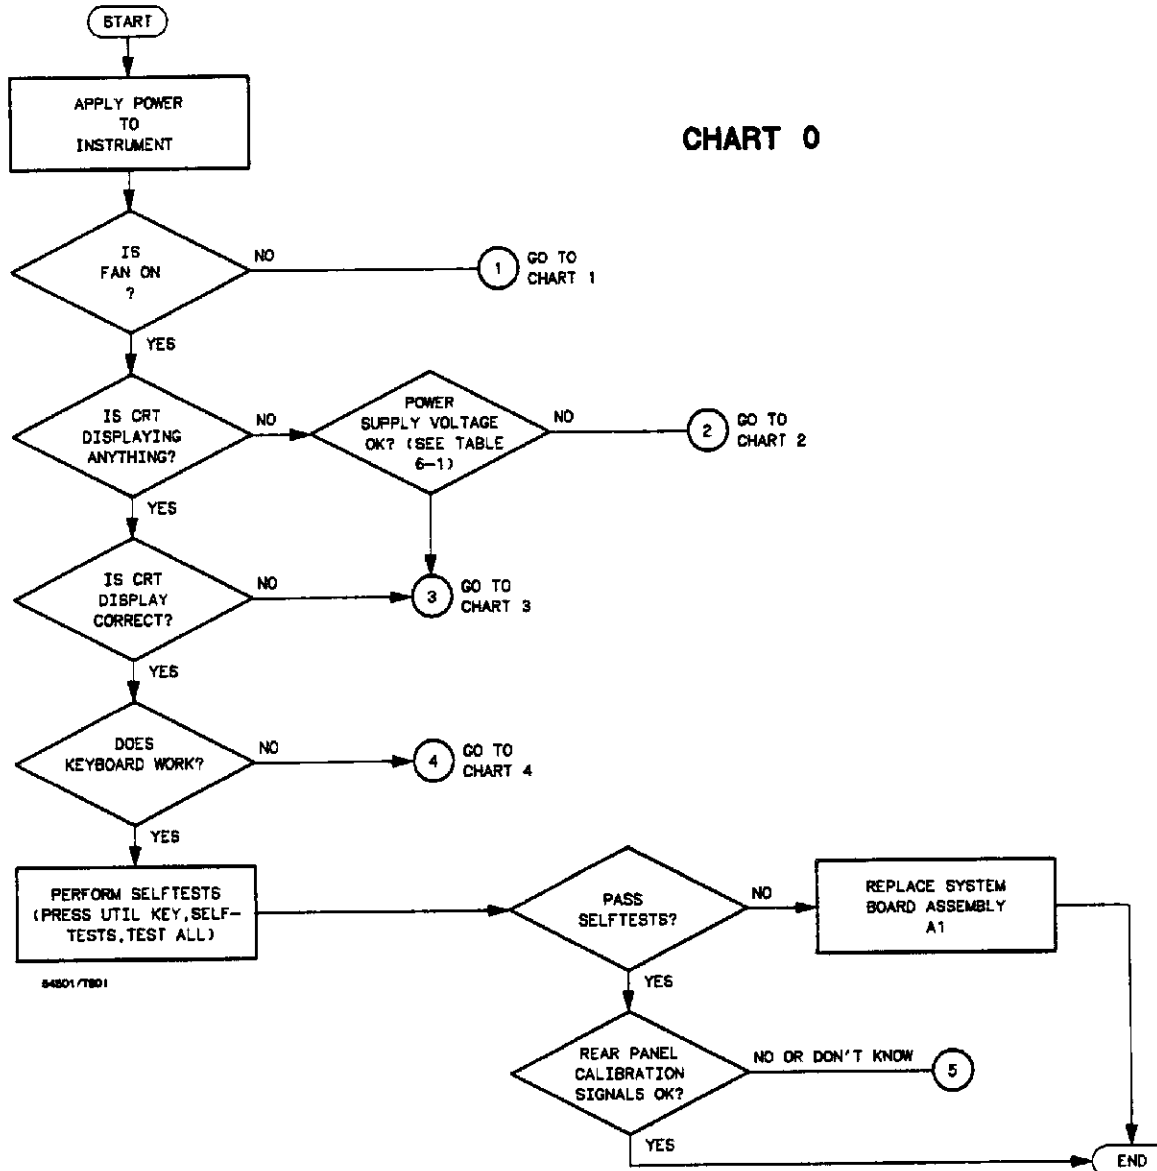 START
APPLY POWER
TO
INSTRUMENT
CHART 0
IS
FAN ON
?
NO
1
GO TO
CHART 1
YES
IS CRT
DISPLAYING
ANYTHING?
NO
POWER
SUPPLY VOLTAGE
OK? (SEE TABLE
6-1)
NO
2
GO TO
CHART 2
YES
IS CRT
DISPLAY
CORRECT?
NO
3
GO TO
CHART 3
YES
DOES
KEYBOARD WORK?
NO
4
GO TO
CHART 4
YES
PERFORM SELFTESTS
(PRESS UTIL KEY,SELF-
TESTS,TEST ALL)
PASS
SELFTESTS?
NO
REPLACE SYSTEM
BOARD ASSEMBLY
A1
YES
REAR PANEL
CALIBRATION
SIGNALS OK?
NO OR DON'T KNOW
5
YES
END